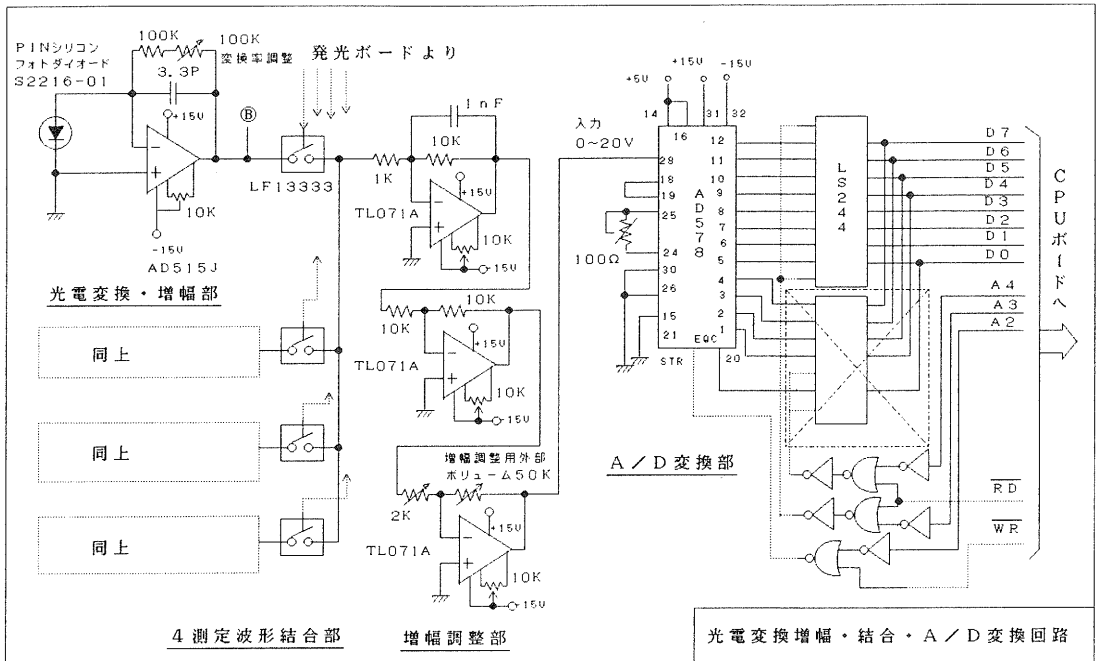 PINシリコン
フォトダイオード
S2216-01
100K
100K
変換率調整
3.3P
+15V
10K
-15V
AD515J
光電変換・増幅部
Ⓑ
発光ボードより
LF13333
同上
同上
同上
4測定波形結合部
1nF
1K
10K
TL071A
+15V
10K
-15V
10K
10K
TL071A
+15V
10K
-15V
増幅調整用外部
ボリューム50K
2K
TL071A
+15V
10K
-15V
増幅調整部
入力
0~20V
+5V
+15V
-15V
14
16
31
32
29
18
19
25
24
30
26
15
21
100Ω
AD578
12
11
10
9
8
7
6
5
4
3
2
1
EOC
20
STR
A/D変換部
LS244
D7
D6
D5
D4
D3
D2
D1
D0
A4
A3
A2
CPUボードへ
RD
WR
光電変換増幅・結合・A/D変換回路